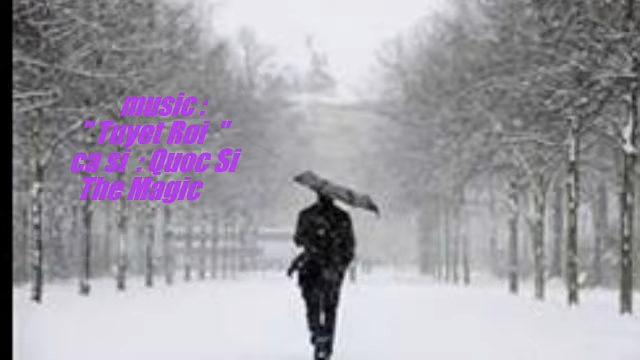 music :
" Tuyet Roi "
ca si : Quoc Si
The Magic